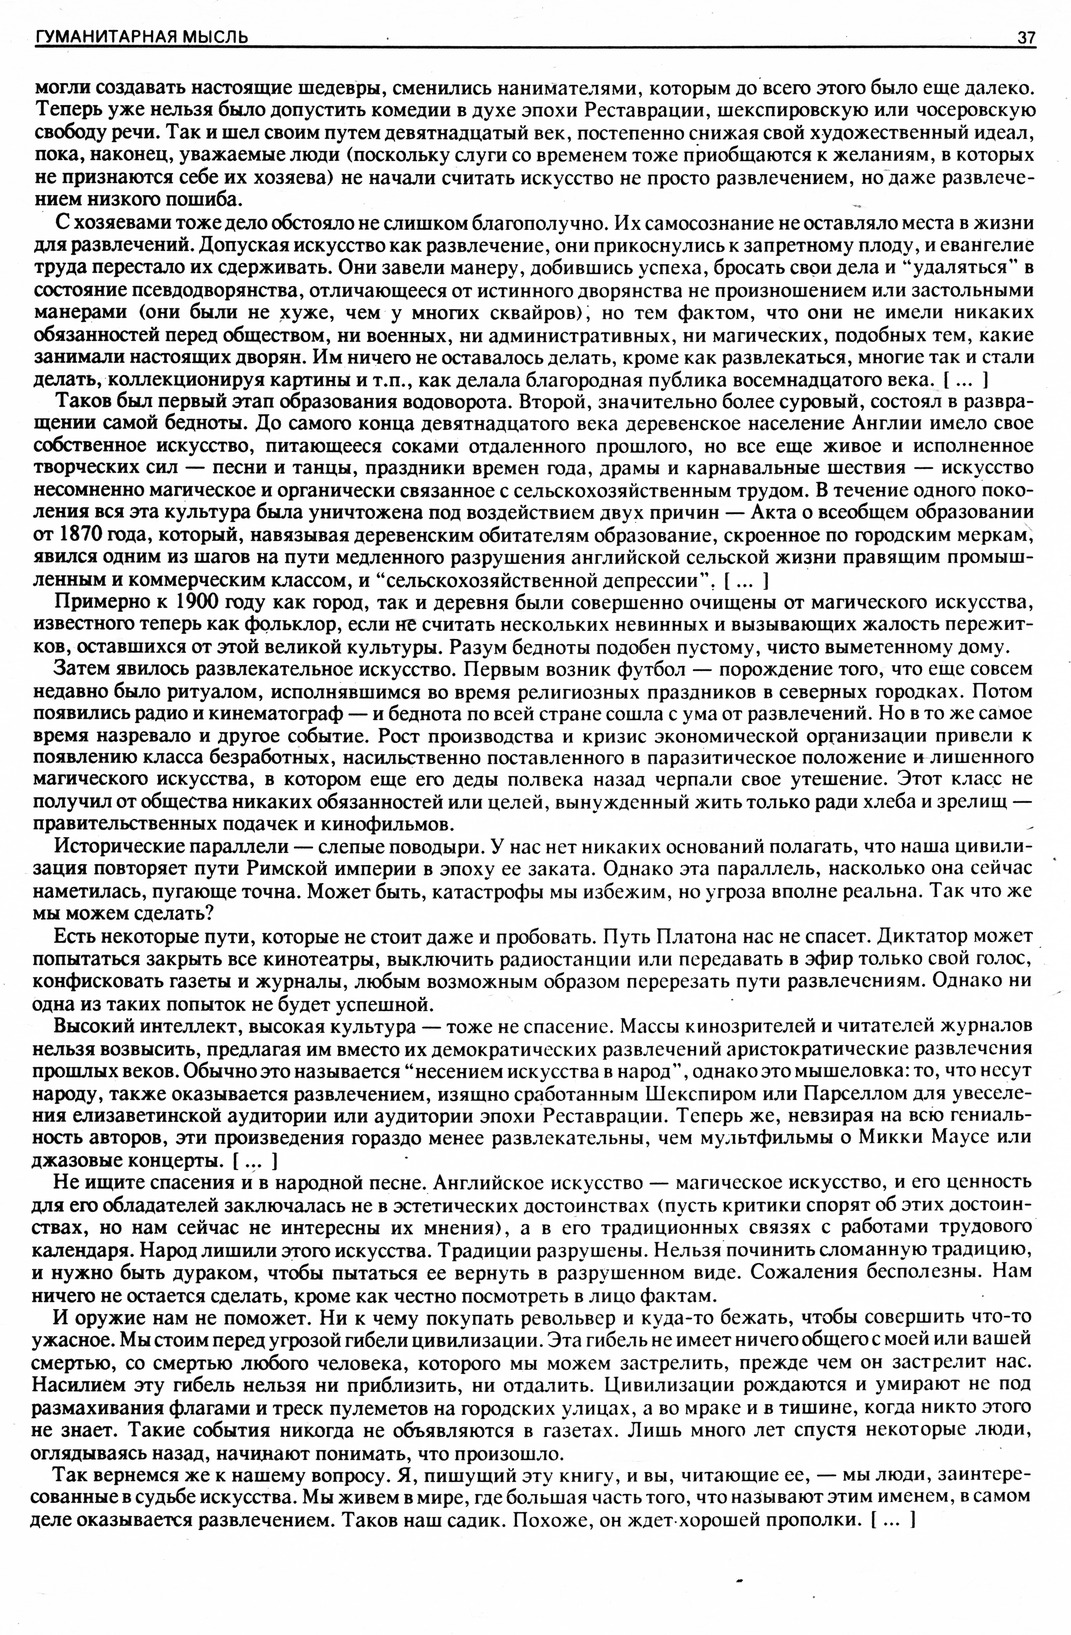 ГУМАНИТАРНАЯ МЫСЛЬ 37
могли создавать настоящие шедевры, сменились нанимателями, которым до всего этого было еще далеко.
Теперь уже нельзя было допустить комедии в духе эпохи Реставрации, шекспировскую или чосеровскую
свободу речи. Так и шел своим путем девятнадцатый век, постепенно снижая свой художественный идеал,
пока, наконец, уважаемые люди (поскольку слуги со временем тоже приобщаются к желаниям, в которых
не признаются себе их хозяева) не начали считать искусство не просто развлечением, но даже развлече-
нием низкого пошиба.
С хозяевами тоже дело обстояло не слишком благополучно. Их самосознание не оставляло места в жизни
для развлечений. Допуская искусство как развлечение, они прикоснулись к запретному плоду, и евангелие
труда перестало их сдерживать. Они завели манеру, добившись успеха, бросать свои дела и “удаляться” в
состояние псевдодворянства, отличающееся от истинного дворянства не произношением или застольными
манерами (они были не хуже, чем у многих сквайров), но тем фактом, что они не имели никаких
обязанностей перед обществом, ни военных, ни административных, ни магических, подобных тем, какие
занимали настоящих дворян. Им ничего не оставалось делать, кроме как развлекаться, многие так и стали
делать, коллекционируя картины и т.п., как делала благородная публика восемнадцатого века. [ ... ]
Таков был первый этап образования водоворота. Второй, значительно более суровый, состоял в развра-
щении самой бедноты. До самого конца девятнадцатого века деревенское население Англии имело свое
собственное искусство, питающееся соками отдаленного прошлого, но все еще живое и исполненное
творческих сил — песни и танцы, праздники времен года, драмы и карнавальные шествия — искусство
несомненно магическое и органически связанное с сельскохозяйственным трудом. В течение одного поко-
ления вся эта культура была уничтожена под воздействием двух причин — Акта о всеобщем образовании
от 1870 года, который, навязывая деревенским обитателям образование, скроенное по городским меркам,
явился одним из шагов на пути медленного разрушения английской сельской жизни правящим промыш-
ленным и коммерческим классом, и “сельскохозяйственной депрессии”. [ ... ]
Примерно к 1900 году как город, так и деревня были совершенно очищены от магического искусства,
известного теперь как фольклор, если не считать нескольких невинных и вызывающих жалость пережит-
ков, оставшихся от этой великой культуры. Разум бедноты подобен пустому, чисто выметенному дому.
Затем явилось развлекательное искусство. Первым возник футбол — порождение того, что еще совсем
недавно было ритуалом, исполнявшимся во время религиозных праздников в северных городках. Потом
появились радио и кинематограф — и беднота по всей стране сошла с ума от развлечений. Но в то же самое
время назревало и другое событие. Рост производства и кризис экономической организации привели к
появлению класса безработных, насильственно поставленного в паразитическое положение и лишенного
магического искусства, в котором еще его деды полвека назад черпали свое утешение. Этот класс не
получил от общества никаких обязанностей или целей, вынужденный жить только ради хлеба и зрелищ —
правительственных подачек и кинофильмов.
Исторические параллели — слепые поводыри. У нас нет никаких оснований полагать, что наша цивили-
зация повторяет пути Римской империи в эпоху ее заката. Однако эта параллель, насколько она сейчас
наметилась, пугающе точна. Может быть, катастрофы мы избежим, но угроза вполне реальна. Так что же
мы можем сделать?
Есть некоторые пути, которые не стоит даже и пробовать. Путь Платона нас не спасет. Диктатор может
попытаться закрыть все кинотеатры, выключить радиостанции или передавать в эфир только свой голос,
конфисковать газеты и журналы, любым возможным образом перерезать пути развлечениям. Однако ни
одна из таких попыток не будет успешной.
Высокий интеллект, высокая культура — тоже не спасение. Массы кинозрителей и читателей журналов
нельзя возвысить, предлагая им вместо их демократических развлечений аристократические развлечения
прошлых веков. Обычно это называется “несением искусства в народ”, однако это мышеловка: то, что несут
народу, также оказывается развлечением, изящно сработанным Шекспиром или Парселлом для увеселе-
ния елизаветинской аудитории или аудитории эпохи Реставрации. Теперь же, невзирая на всю гениаль-
ность авторов, эти произведения гораздо менее развлекательны, чем мультфильмы о Микки Маусе или
джазовые концерты. [ ... ]
Не ищите спасения и в народной песне. Английское искусство — магическое искусство, и его ценность
для его обладателей заключалась не в эстетических достоинствах (пусть критики спорят об этих достоин-
ствах, но нам сейчас не интересны их мнения), а в его традиционных связях с работами трудового
календаря. Народ лишили этого искусства. Традиции разрушены. Нельзя починить сломанную традицию,
и нужно быть дураком, чтобы пытаться ее вернуть в разрушенном виде. Сожаления бесполезны. Нам
ничего не остается сделать, кроме как честно посмотреть в лицо фактам.
И оружие нам не поможет. Ни к чему покупать револьвер и куда-то бежать, чтобы совершить что-то
ужасное. Мы стоим перед угрозой гибели цивилизации. Эта гибель не имеет ничего общего с моей или вашей
смертью, со смертью любого человека, которого мы можем застрелить, прежде чем он застрелит нас.
Насилием эту гибель нельзя ни приблизить, ни отдалить. Цивилизации рождаются и умирают не под
размахивания флагами и треск пулеметов на городских улицах, а во мраке и в тишине, когда никто этого
не знает. Такие события никогда не объявляются в газетах. Лишь много лет спустя некоторые люди,
оглядываясь назад, начинают понимать, что произошло.
Так вернемся же к нашему вопросу. Я, пишущий эту книгу, и вы, читающие ее, — мы люди, заинтере-
сованные в судьбе искусства. Мы живем в мире, где большая часть того, что называют этим именем, в самом
деле оказывается развлечением. Таков наш садик. Похоже, он ждет хорошей прополки. [ ... ]